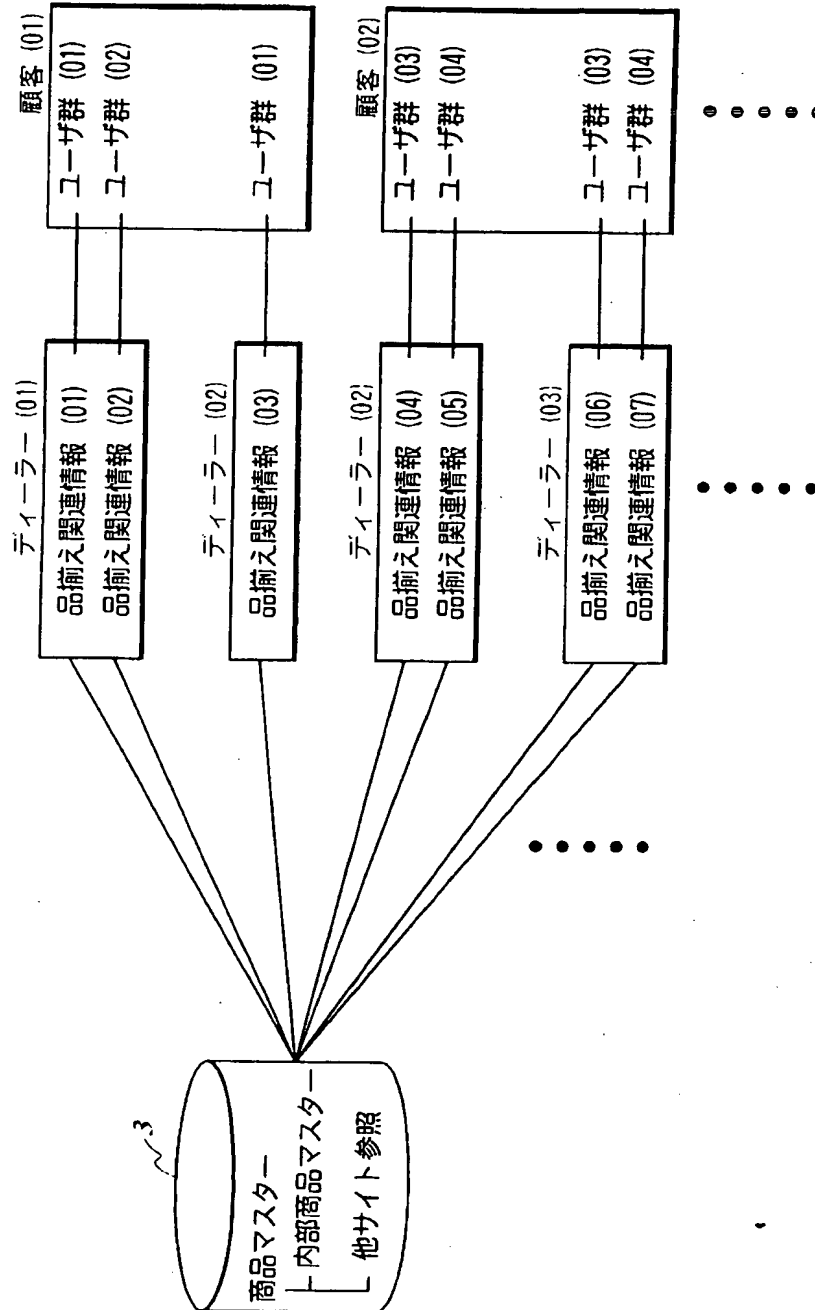 3
商品マスター
内部商品マスター
他サイト参照
ディーラー (01)
品揃え関連情報 (01)
品揃え関連情報 (02)
ディーラー (02)
品揃え関連情報 (03)
ディーラー (02)
品揃え関連情報 (04)
品揃え関連情報 (05)
ディーラー (03)
品揃え関連情報 (06)
品揃え関連情報 (07)
顧客 (01)
ユーザ群 (01)
ユーザ群 (02)
ユーザ群 (01)
顧客 (02)
ユーザ群 (03)
ユーザ群 (04)
ユーザ群 (03)
ユーザ群 (04)